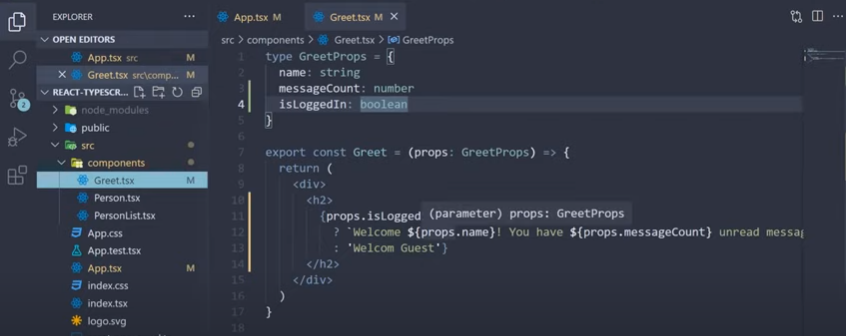 EXPLORER
OPEN EDITORS
App.tsx src M
Greet.tsx src\comp... M
REACT-TYPESCR...
node_modules
public
src
components
Greet.tsx M
Person.tsx
PersonList.tsx
App.css
App.test.tsx
App.tsx M
index.css
index.tsx
logo.svg
2
App.tsx M
Greet.tsx M
src > components > Greet.tsx > GreetProps
1 type GreetProps = {
2 name: string
3 messageCount: number
4 isLoggedIn: boolean
5 }
6
7 export const Greet = (props: GreetProps) => {
8 return (
9 <div>
10 <h2>
11 {props.isLogged
(parameter) props: GreetProps
12 ? `Welcome ${props.name}! You have ${props.messageCount} unread messag
13 : 'Welcom Guest'}
14 </h2>
15 </div>
16 )
17 }
18